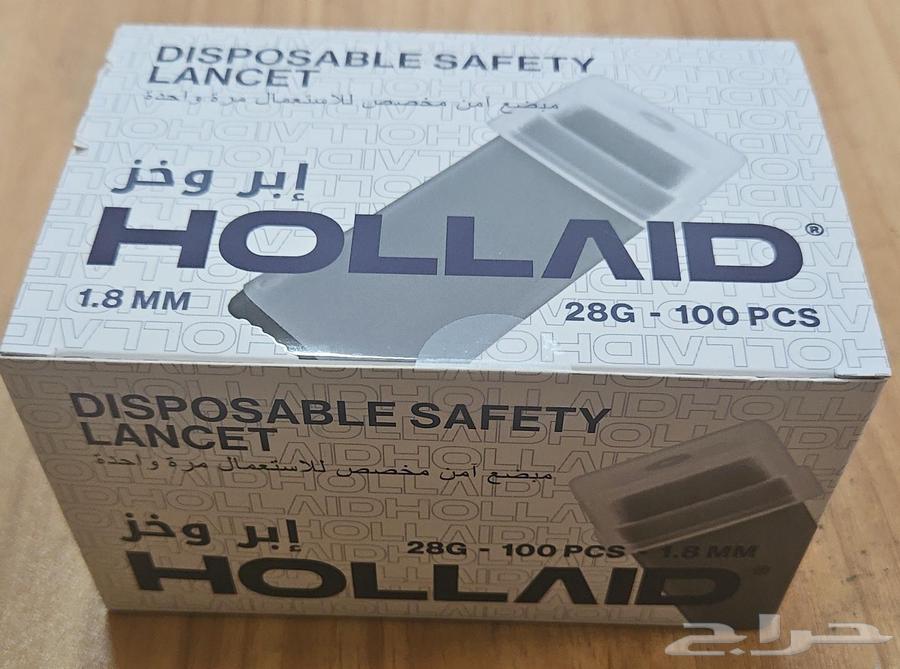 DISPOSABLE SAFETY
LANCET
مبضع آمن مخصص للاستعمال مرة واحدة
إبر وخز
HOLLAID®
1.8 MM
28G - 100 PCS
DISPOSABLE SAFETY
LANCET
مبضع آمن مخصص للاستعمال مرة واحدة
إبر وخز
28G - 100 PCS - 1.8 MM
HOLLAID®
حراج